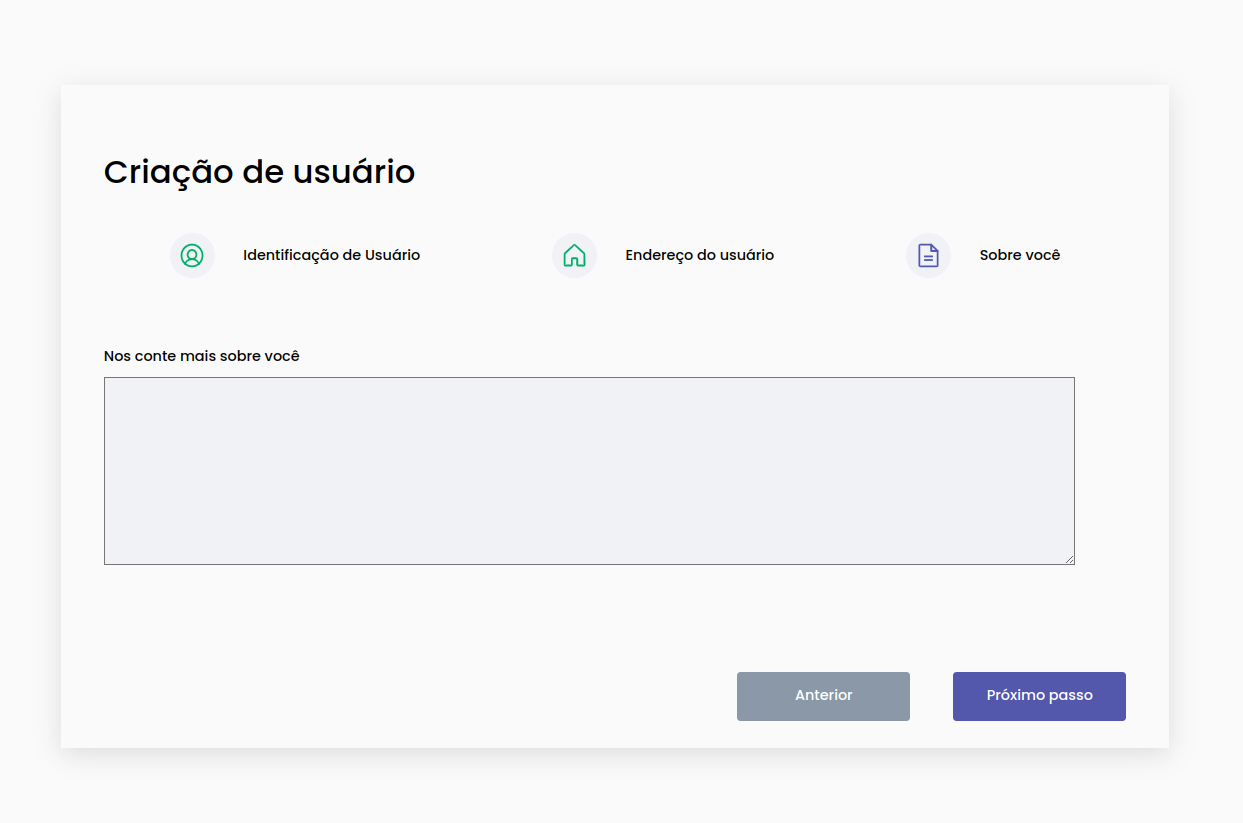 Criação de usuário
Identificação de Usuário
Endereço do usuário
Sobre você
Nos conte mais sobre você
Anterior
Próximo passo